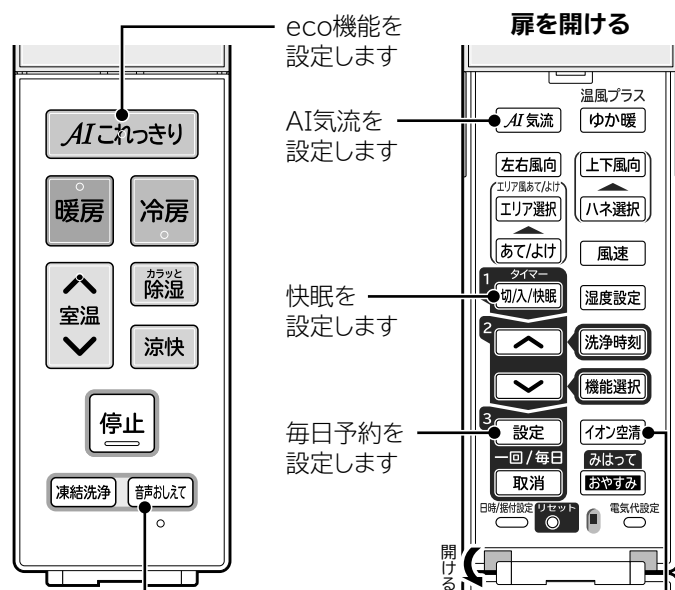 eco機能を
設定します
扉を開ける
AIこれっきり
暖房
冷房
室温
カラッと
除湿
涼快
停止
凍結洗浄
音声おしえて
AI気流を
設定します
快眠を
設定します
毎日予約を
設定します
温風プラス
AI気流
ゆか暖
左右風向
上下風向
エリア風あて/よけ
エリア選択
ハネ選択
あて/よけ
風速
1
タイマー
切/入/快眠
湿度設定
2
洗浄時刻
機能選択
3
設定
イオン空清
一回/毎日
みはって
取消
おやすみ
日時/据付設定
リセット
電気代設定
開ける